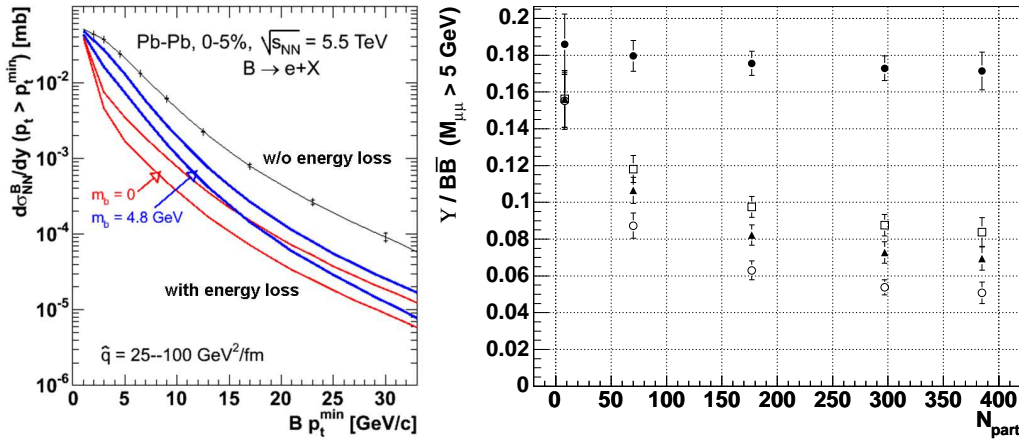 Pb-Pb, 0-5%, √s_NN = 5.5 TeV
B → e+X
w/o energy loss
m_b = 0
m_b = 4.8 GeV
with energy loss
q̂ = 25--100 GeV²/fm
dσ^B_NN/dy (p_t > p_t^min) [mb]
10⁻²
10⁻³
10⁻⁴
10⁻⁵
10⁻⁶
0 5 10 15 20 25 30
B p_t^min [GeV/c]
ϒ / BB̅ (M_μμ > 5 GeV)
0.2
0.18
0.16
0.14
0.12
0.1
0.08
0.06
0.04
0.02
0
0 50 100 150 200 250 300 350 400
N_part